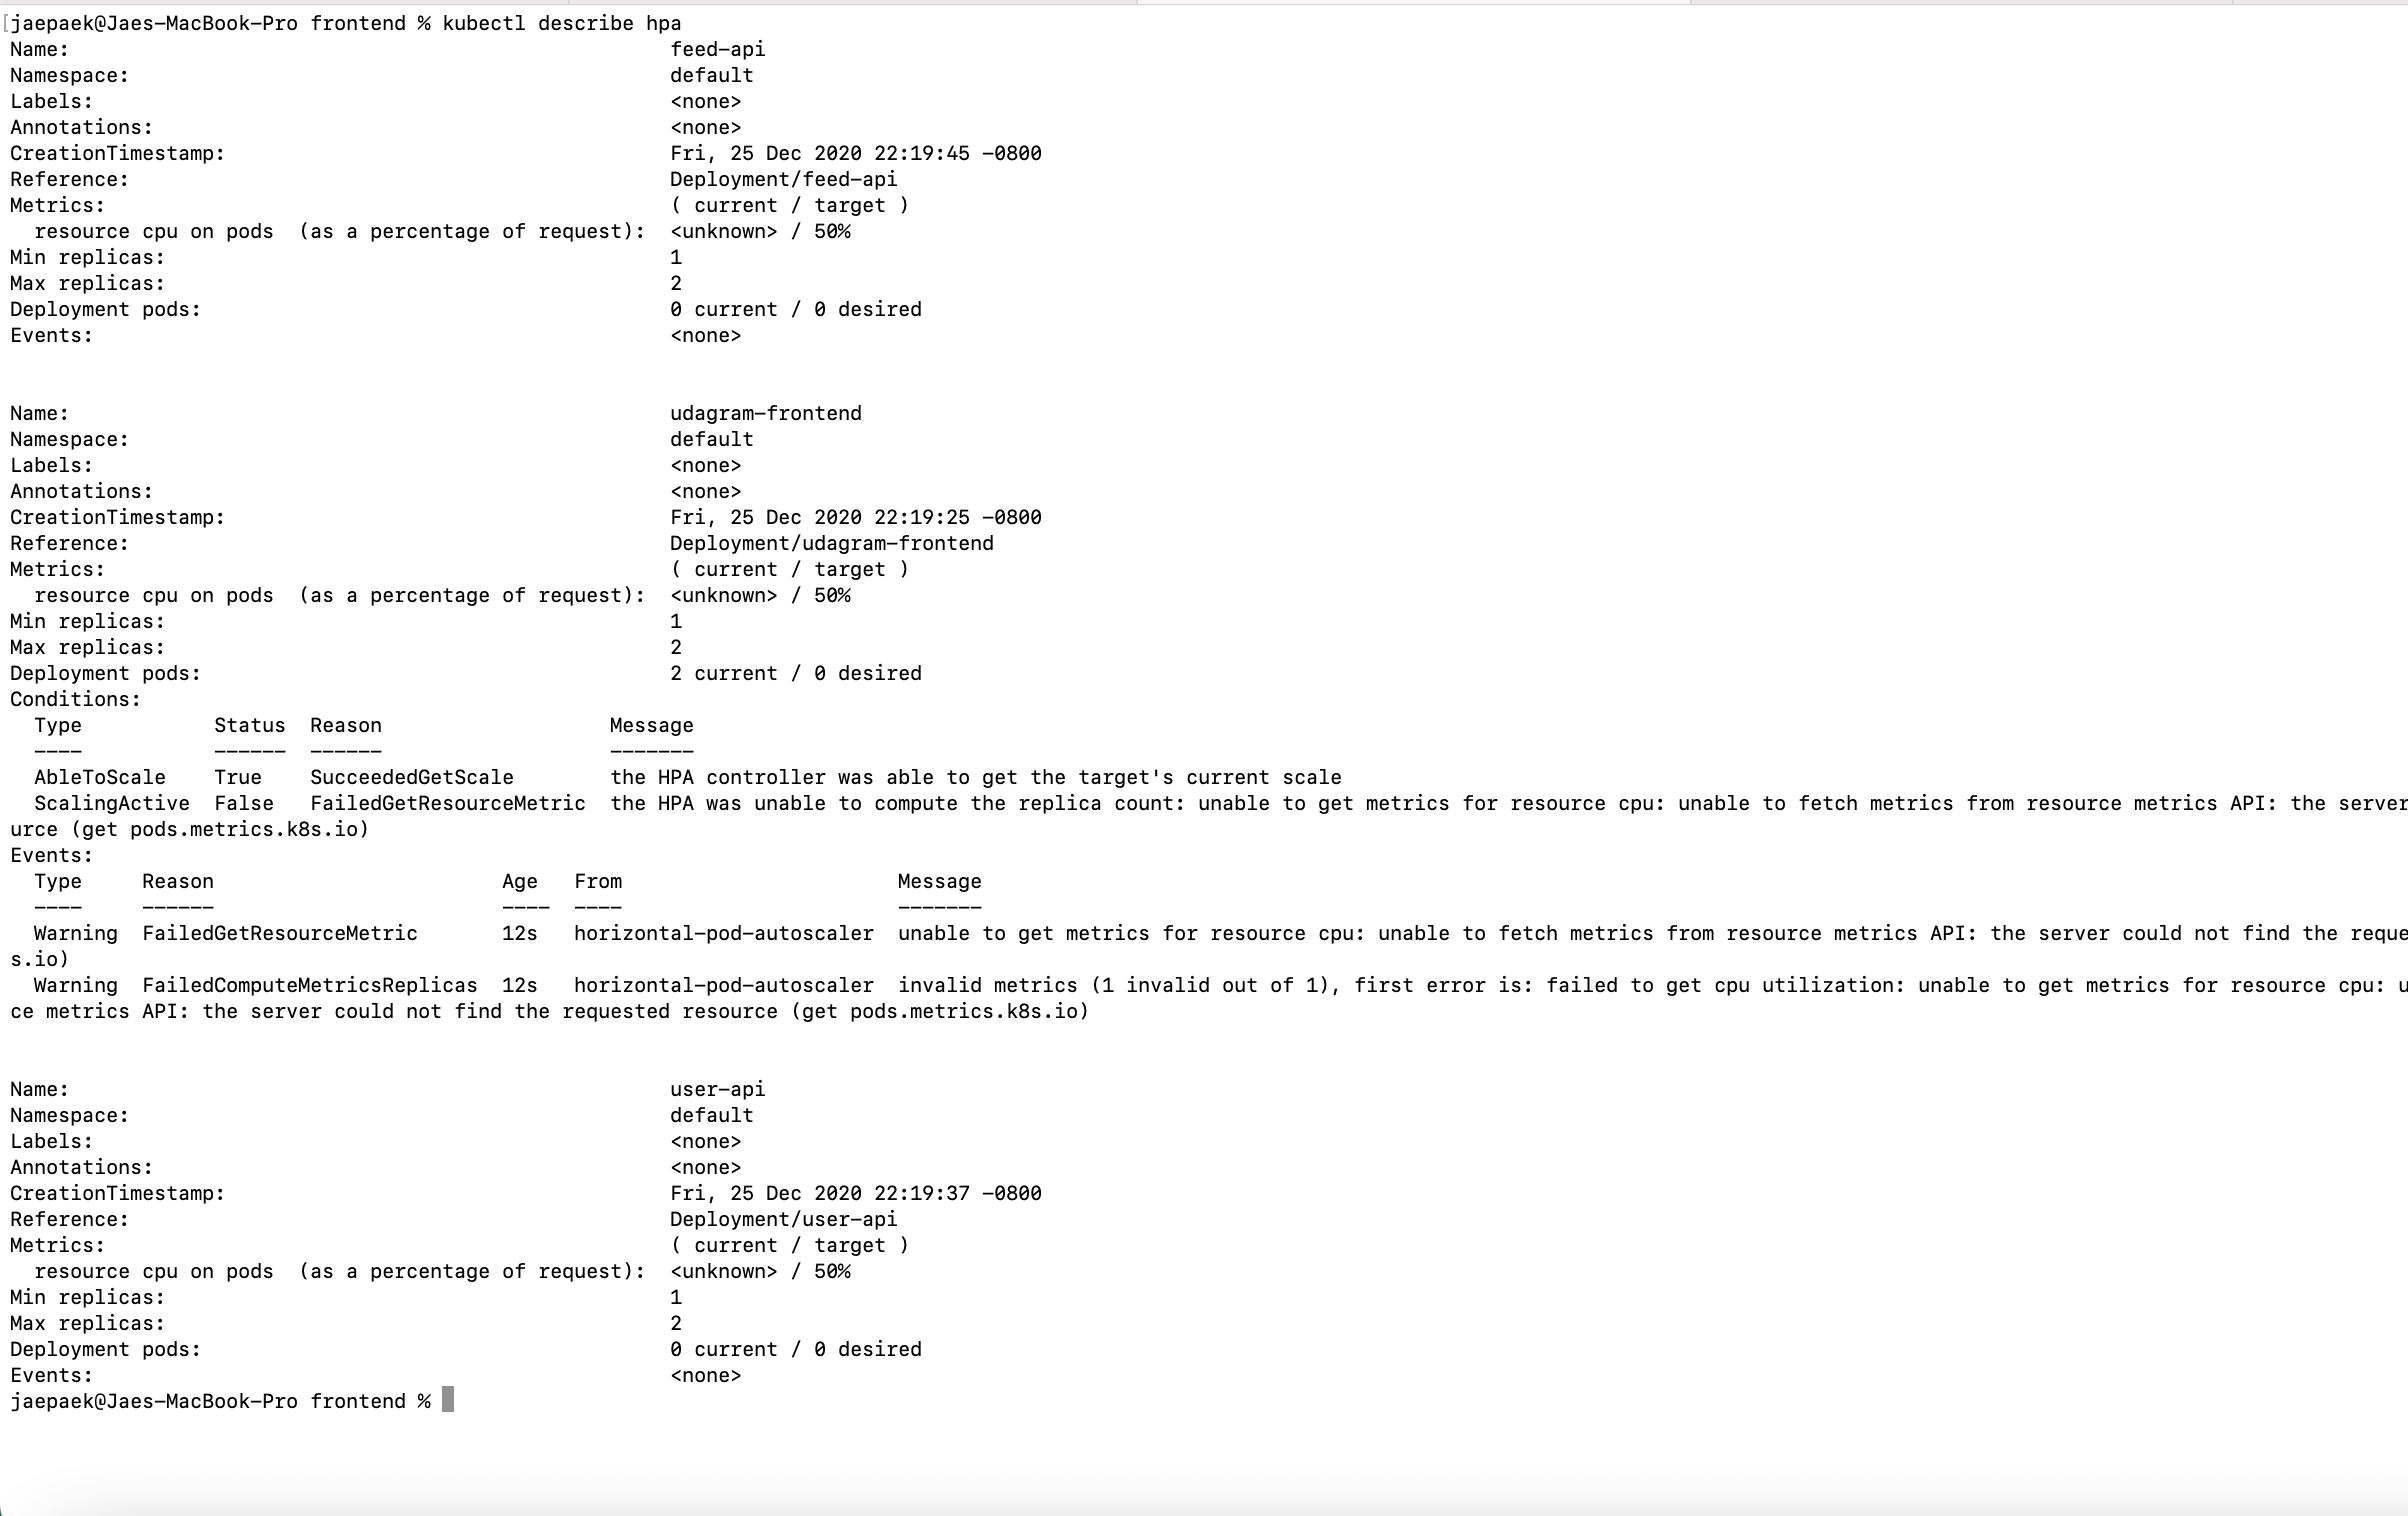 [jaepaek@Jaes-MacBook-Pro frontend % kubectl describe hpa
Name:                                                  feed-api
Namespace:                                             default
Labels:                                                <none>
Annotations:                                           <none>
CreationTimestamp:                                     Fri, 25 Dec 2020 22:19:45 -0800
Reference:                                             Deployment/feed-api
Metrics:                                               ( current / target )
  resource cpu on pods  (as a percentage of request):  <unknown> / 50%
Min replicas:                                          1
Max replicas:                                          2
Deployment pods:                                       0 current / 0 desired
Events:                                                <none>


Name:                                                  udagram-frontend
Namespace:                                             default
Labels:                                                <none>
Annotations:                                           <none>
CreationTimestamp:                                     Fri, 25 Dec 2020 22:19:25 -0800
Reference:                                             Deployment/udagram-frontend
Metrics:                                               ( current / target )
  resource cpu on pods  (as a percentage of request):  <unknown> / 50%
Min replicas:                                          1
Max replicas:                                          2
Deployment pods:                                       2 current / 0 desired
Conditions:
  Type           Status  Reason                   Message
  ----           ------  ------                   -------
  AbleToScale    True    SucceededGetScale        the HPA controller was able to get the target's current scale
  ScalingActive  False   FailedGetResourceMetric  the HPA was unable to compute the replica count: unable to get metrics for resource cpu: unable to fetch metrics from resource metrics API: the server
urce (get pods.metrics.k8s.io)
Events:
  Type     Reason                        Age   From                       Message
  ----     ------                        ----  ----                       -------
  Warning  FailedGetResourceMetric       12s   horizontal-pod-autoscaler  unable to get metrics for resource cpu: unable to fetch metrics from resource metrics API: the server could not find the reque
s.io)
  Warning  FailedComputeMetricsReplicas  12s   horizontal-pod-autoscaler  invalid metrics (1 invalid out of 1), first error is: failed to get cpu utilization: unable to get metrics for resource cpu: u
ce metrics API: the server could not find the requested resource (get pods.metrics.k8s.io)


Name:                                                  user-api
Namespace:                                             default
Labels:                                                <none>
Annotations:                                           <none>
CreationTimestamp:                                     Fri, 25 Dec 2020 22:19:37 -0800
Reference:                                             Deployment/user-api
Metrics:                                               ( current / target )
  resource cpu on pods  (as a percentage of request):  <unknown> / 50%
Min replicas:                                          1
Max replicas:                                          2
Deployment pods:                                       0 current / 0 desired
Events:                                                <none>
jaepaek@Jaes-MacBook-Pro frontend %